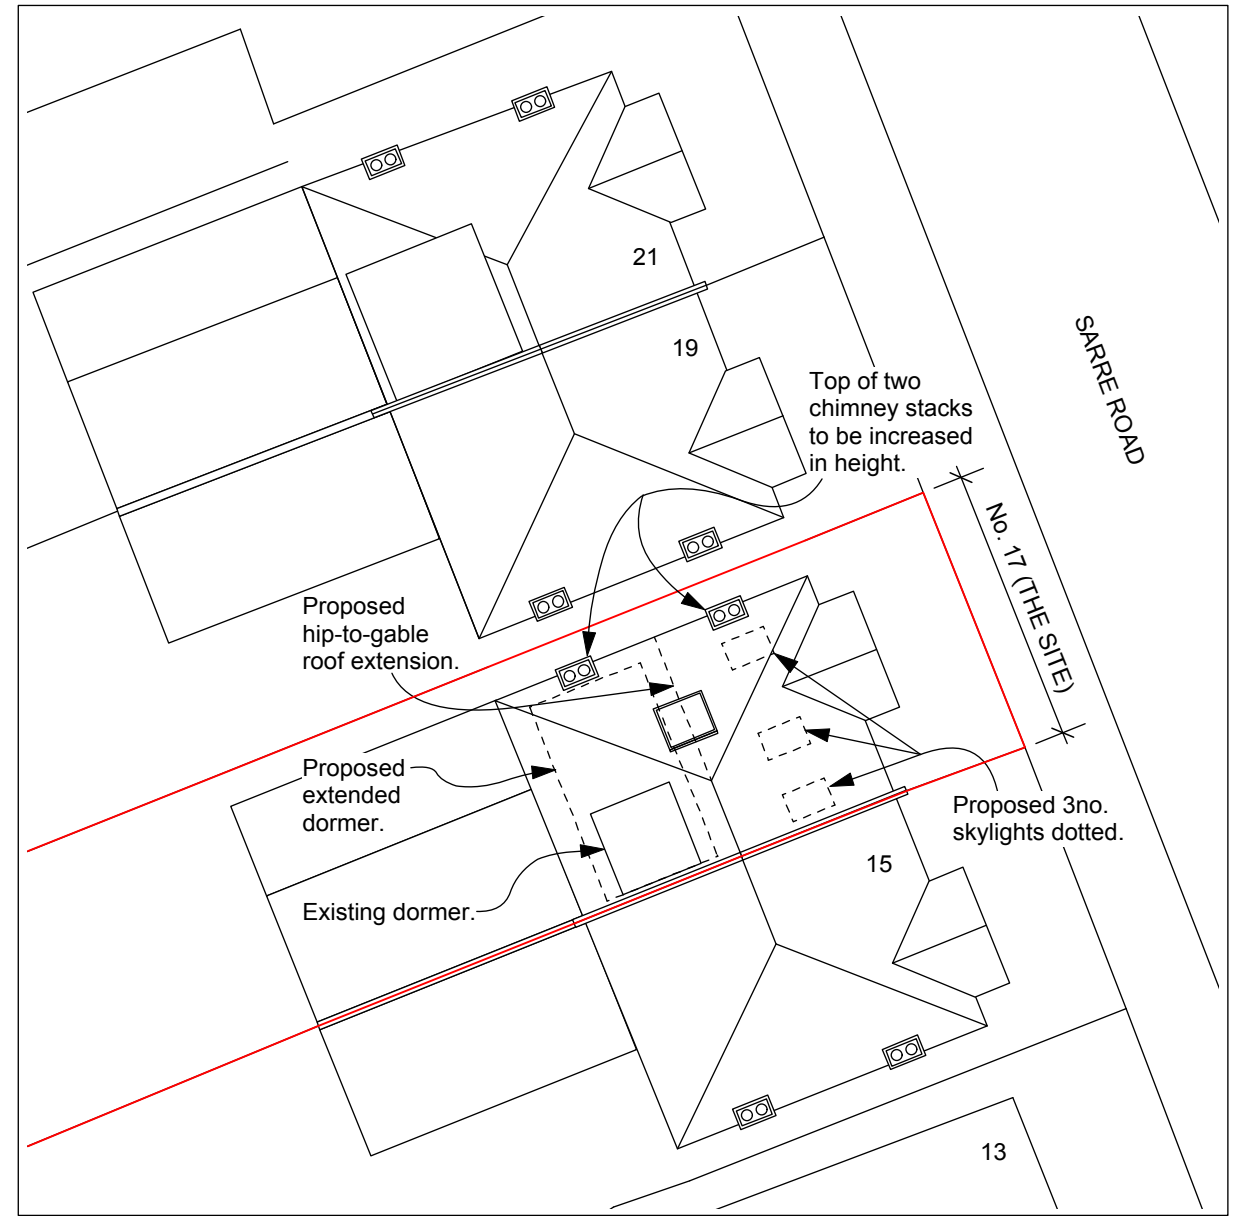 21
19
SARRE ROAD
Top of two
chimney stacks
to be increased
in height.
No. 17 (THE SITE)
Proposed
hip-to-gable
roof extension.
Proposed
extended
dormer.
Proposed 3no.
skylights dotted.
15
Existing dormer.
13